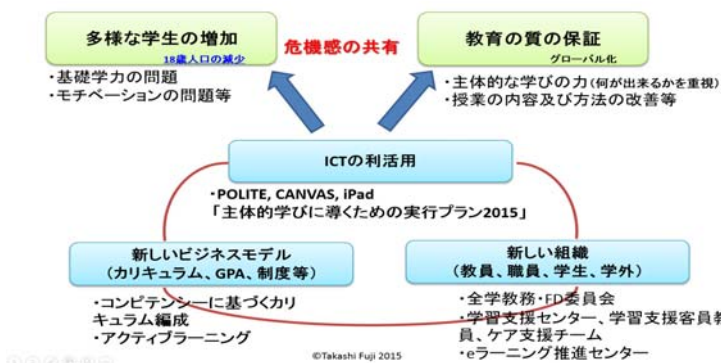 多様な学生の増加
18歳人口の減少
危機感の共有
教育の質の保証
グローバル化
・基礎学力の問題
・モチベーションの問題等
・主体的な学びの力(何が出来るかを重視)
・授業の内容及び方法の改善等
ICTの利活用
・POLITE, CANVAS, iPad
「主体的学びに導くための実行プラン2015」
新しいビジネスモデル
(カリキュラム、GPA、制度等)
新しい組織
(教員、職員、学生、学外)
・コンピテンシーに基づくカリ
キュラム編成
・アクティブラーニング
・全学教務・FD委員会
・学習支援センター、学習支援客員教
員、ケア支援チーム
・eラーニング推進センター
©Takashi Fuji 2015